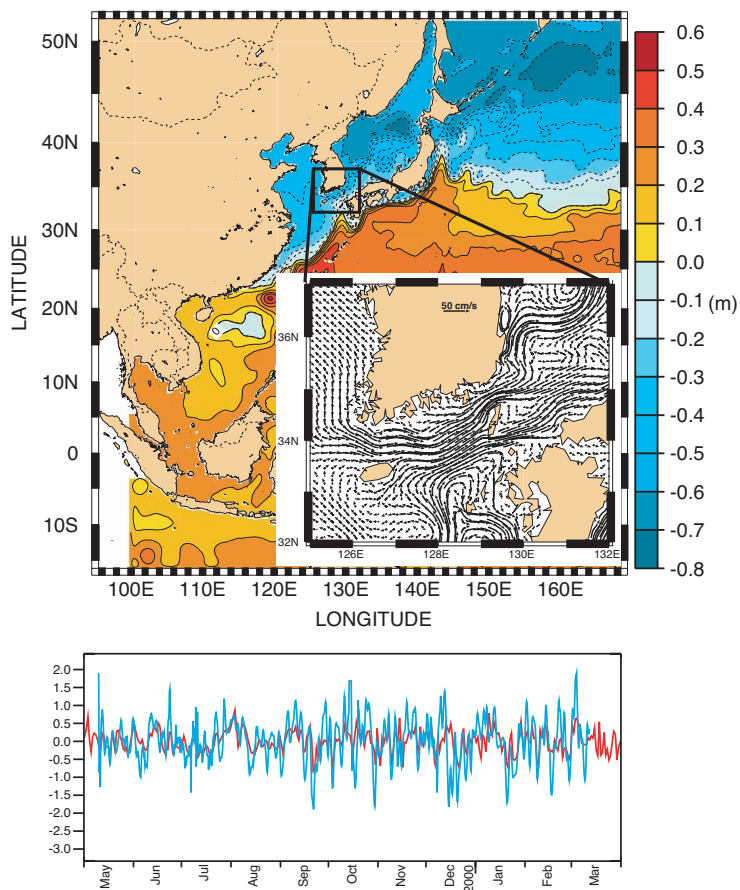 50N
40N
30N
20N
10N
0
10S
LATITUDE
100E 110E 120E 130E 140E 150E 160E
LONGITUDE
0.6
0.5
0.4
0.3
0.2
0.1
0.0
-0.1 (m)
-0.2
-0.3
-0.4
-0.5
-0.6
-0.7
-0.8
0
50 cm/s
36N
34N
32N
126E 128E 130E 132E
2.0
1.5
1.0
0.5
0.0
-0.5
-1.0
-1.5
-2.0
-2.5
-3.0
May Jun Jul Aug Sep Oct Nov Dec 2000 Jan Feb Mar